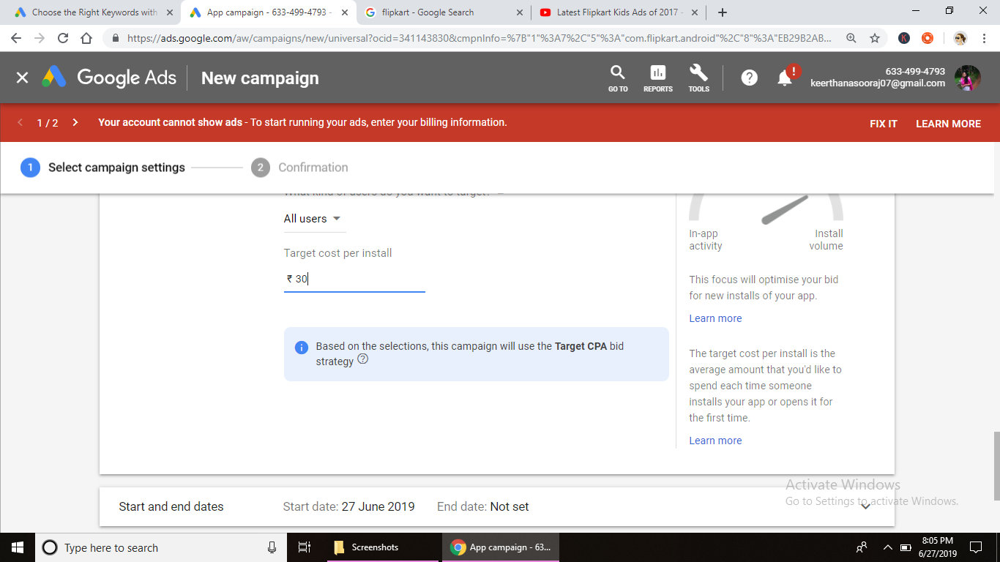 Choose the Right Keywords with
App campaign - 633-499-4793 -
flipkart - Google Search
Latest Flipkart Kids Ads of 2017 -
https://ads.google.com/aw/campaigns/new/universal?ocid=341143830&cmpnInfo=%7B"1"%3A7%2C"5"%3A"com.flipkart.android"%2C"8"%3A"EB29B2AB...
K
Google Ads
New campaign
GO TO
REPORTS
TOOLS
?
!
633-499-4793
keerthanasooraj07@gmail.com
1 / 2
Your account cannot show ads - To start running your ads, enter your billing information.
FIX IT
LEARN MORE
1 Select campaign settings
2 Confirmation
What kind of users do you want to target?
All users
Target cost per install
₹ 30
Based on the selections, this campaign will use the Target CPA bid
strategy ?
In-app
activity
Install
volume
This focus will optimise your bid
for new installs of your app.
Learn more
The target cost per install is the
average amount that you'd like to
spend each time someone
installs your app or opens it for
the first time.
Learn more
Start and end dates
Start date: 27 June 2019
End date: Not set
Activate Windows
Go to Settings to activate Windows.
Type here to search
Screenshots
App campaign - 63...
8:05 PM
6/27/2019